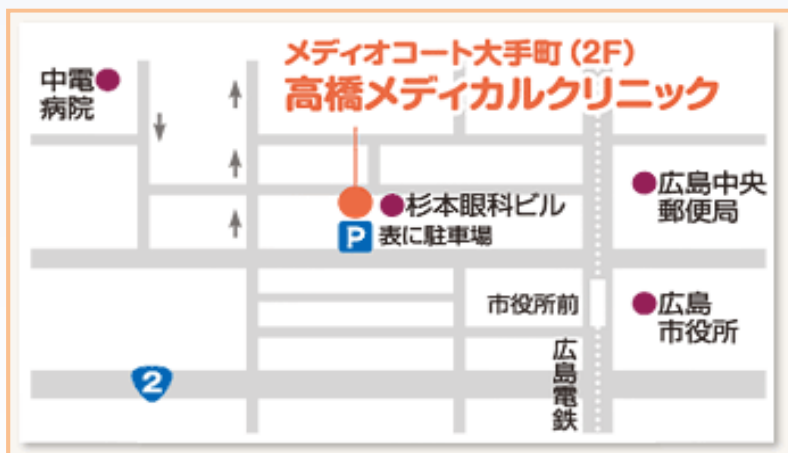 メディオコート大手町（2F）
高橋メディカルクリニック
中電
病院
杉本眼科ビル
P 表に駐車場
広島中央
郵便局
市役所前
広島
市役所
広島電鉄
2